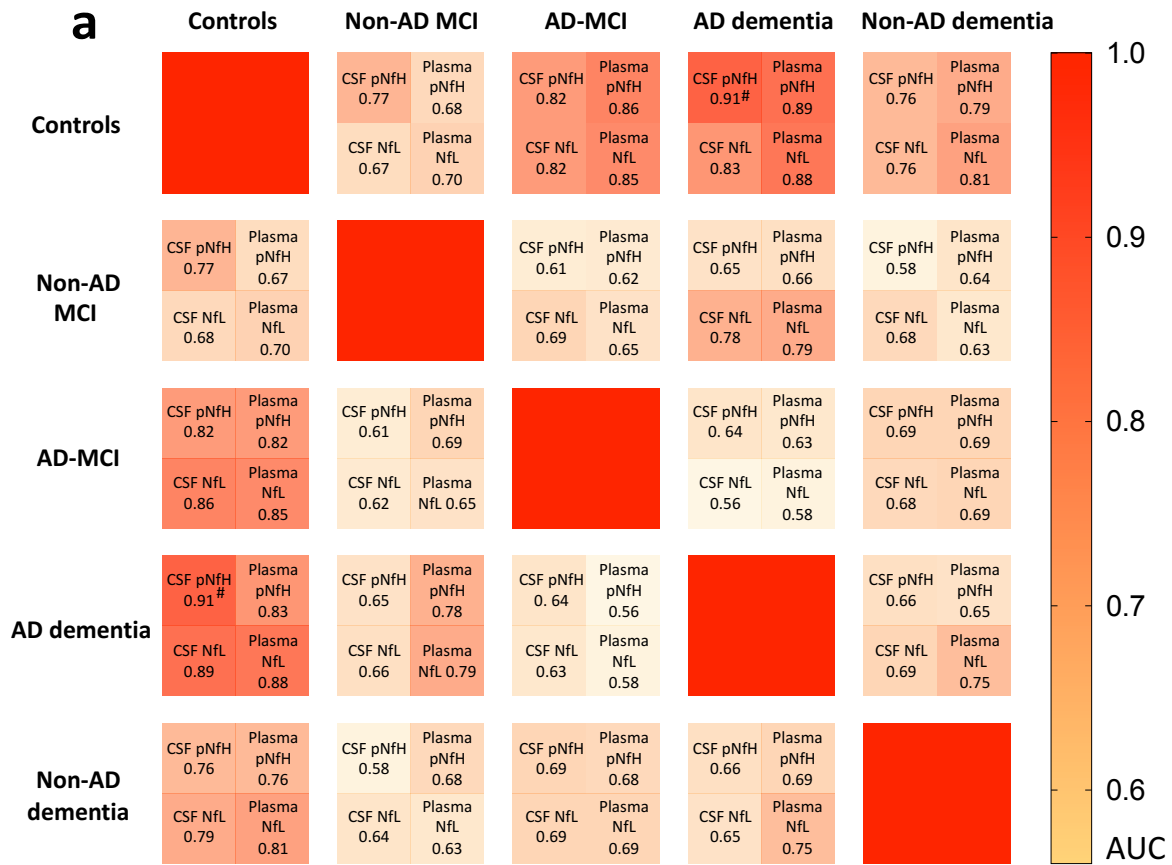 a
Controls
Non-AD MCI
AD-MCI
AD dementia
Non-AD dementia
Controls
CSF pNfH
0.77
Plasma
pNfH
0.68
CSF NfL
0.67
Plasma
NfL
0.70
CSF pNfH
0.82
Plasma
pNfH
0.86
CSF NfL
0.82
Plasma
NfL
0.85
CSF pNfH
0.91#
Plasma
pNfH
0.89
CSF NfL
0.83
Plasma
NfL
0.88
CSF pNfH
0.76
Plasma
pNfH
0.79
CSF NfL
0.76
Plasma
NfL
0.81
Non-AD
MCI
CSF pNfH
0.77
Plasma
pNfH
0.67
CSF NfL
0.68
Plasma
NfL
0.70
CSF pNfH
0.61
Plasma
pNfH
0.62
CSF NfL
0.69
Plasma
NfL
0.65
CSF pNfH
0.65
Plasma
pNfH
0.66
CSF NfL
0.78
Plasma
NfL
0.79
CSF pNfH
0.58
Plasma
pNfH
0.64
CSF NfL
0.68
Plasma
NfL
0.63
AD-MCI
CSF pNfH
0.82
Plasma
pNfH
0.82
CSF NfL
0.86
Plasma
NfL
0.85
CSF pNfH
0.61
Plasma
pNfH
0.69
CSF NfL
0.62
Plasma
NfL 0.65
CSF pNfH
0. 64
Plasma
pNfH
0.63
CSF NfL
0.56
Plasma
NfL
0.58
CSF pNfH
0.69
Plasma
pNfH
0.69
CSF NfL
0.68
Plasma
NfL
0.69
AD dementia
CSF pNfH
0.91#
Plasma
pNfH
0.83
CSF NfL
0.89
Plasma
NfL
0.88
CSF pNfH
0.65
Plasma
pNfH
0.78
CSF NfL
0.66
Plasma
NfL 0.79
CSF pNfH
0. 64
Plasma
pNfH
0.56
CSF NfL
0.63
Plasma
NfL
0.58
CSF pNfH
0.66
Plasma
pNfH
0.65
CSF NfL
0.69
Plasma
NfL
0.75
Non-AD
dementia
CSF pNfH
0.76
Plasma
pNfH
0.76
CSF NfL
0.79
Plasma
NfL
0.81
CSF pNfH
0.58
Plasma
pNfH
0.68
CSF NfL
0.64
Plasma
NfL
0.63
CSF pNfH
0.69
Plasma
pNfH
0.68
CSF NfL
0.69
Plasma
NfL
0.69
CSF pNfH
0.66
Plasma
pNfH
0.69
CSF NfL
0.65
Plasma
NfL
0.75
1.0
0.9
0.8
0.7
0.6
AUC